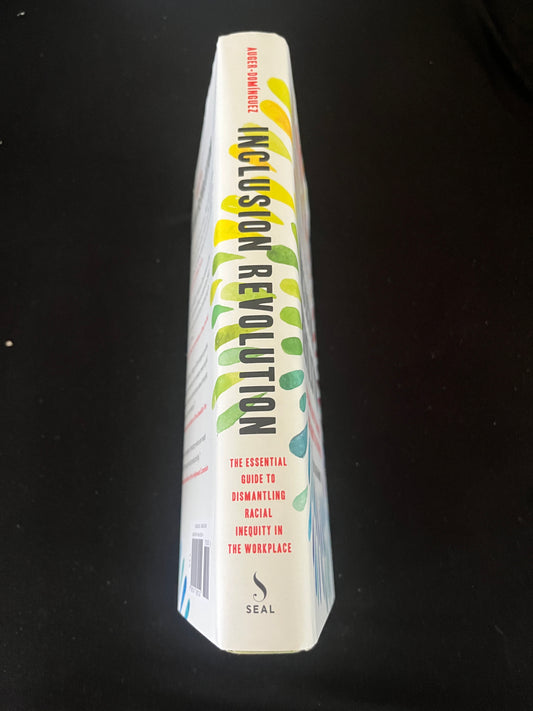 AUGER-DOMÍNGUEZ
INCLUSION REVOLUTION
THE ESSENTIAL
GUIDE TO
DISMANTLING
RACIAL
INEQUITY IN
THE WORKPLACE
SEAL